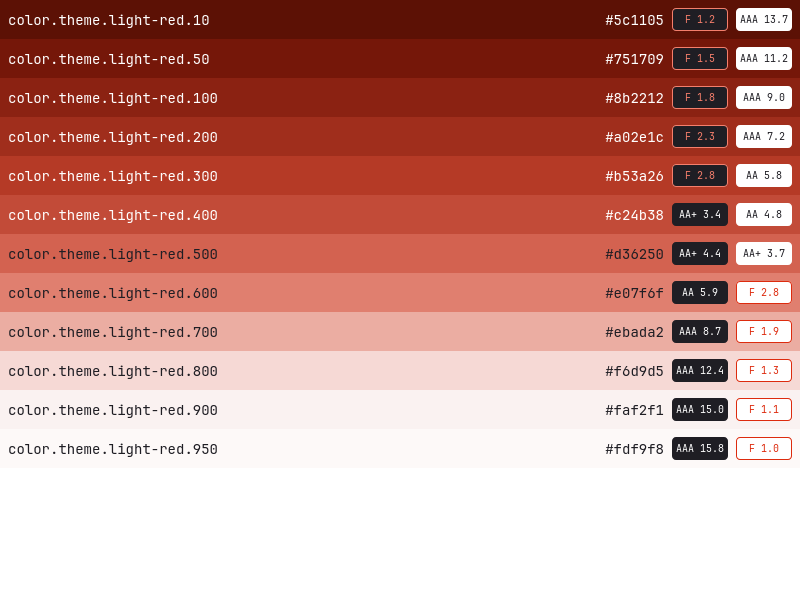 color.theme.light-red.10 #5c1105 F 1.2 AAA 13.7
color.theme.light-red.50 #751709 F 1.5 AAA 11.2
color.theme.light-red.100 #8b2212 F 1.8 AAA 9.0
color.theme.light-red.200 #a02e1c F 2.3 AAA 7.2
color.theme.light-red.300 #b53a26 F 2.8 AA 5.8
color.theme.light-red.400 #c24b38 AA+ 3.4 AA 4.8
color.theme.light-red.500 #d36250 AA+ 4.4 AA+ 3.7
color.theme.light-red.600 #e07f6f AA 5.9 F 2.8
color.theme.light-red.700 #ebada2 AAA 8.7 F 1.9
color.theme.light-red.800 #f6d9d5 AAA 12.4 F 1.3
color.theme.light-red.900 #faf2f1 AAA 15.0 F 1.1
color.theme.light-red.950 #fdf9f8 AAA 15.8 F 1.0